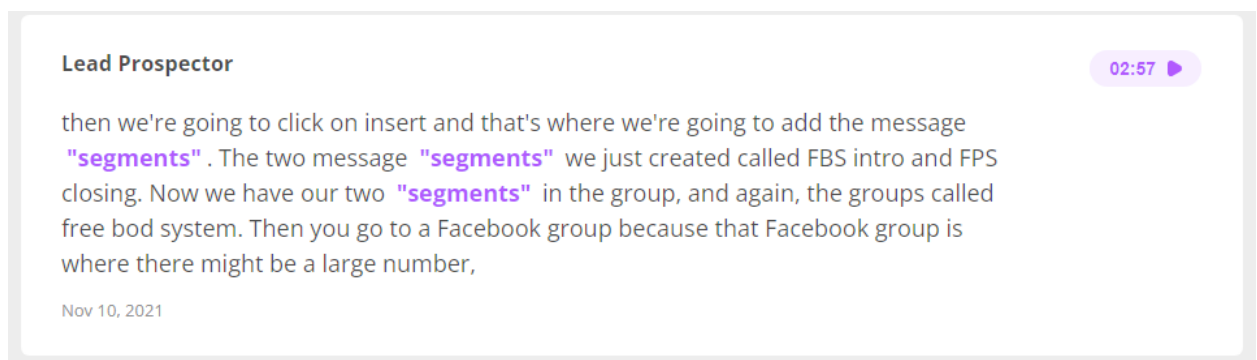 Lead Prospector
02:57
then we're going to click on insert and that's where we're going to add the message
"segments" . The two message "segments" we just created called FBS intro and FPS
closing. Now we have our two "segments" in the group, and again, the groups called
free bod system. Then you go to a Facebook group because that Facebook group is
where there might be a large number,
Nov 10, 2021